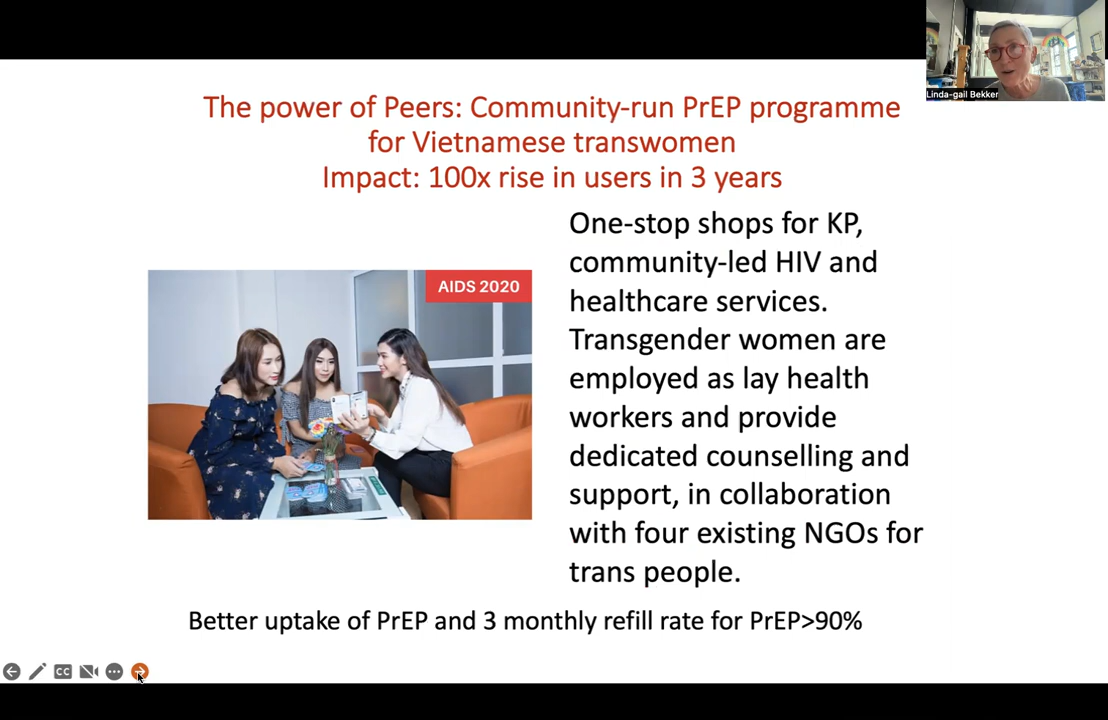 Linda-gail Bekker
The power of Peers: Community-run PrEP programme
for Vietnamese transwomen
Impact: 100x rise in users in 3 years
One-stop shops for KP,
community-led HIV and
healthcare services.
Transgender women are
employed as lay health
workers and provide
dedicated counselling and
support, in collaboration
with four existing NGOs for
trans people.
AIDS 2020
Better uptake of PrEP and 3 monthly refill rate for PrEP>90%
CC